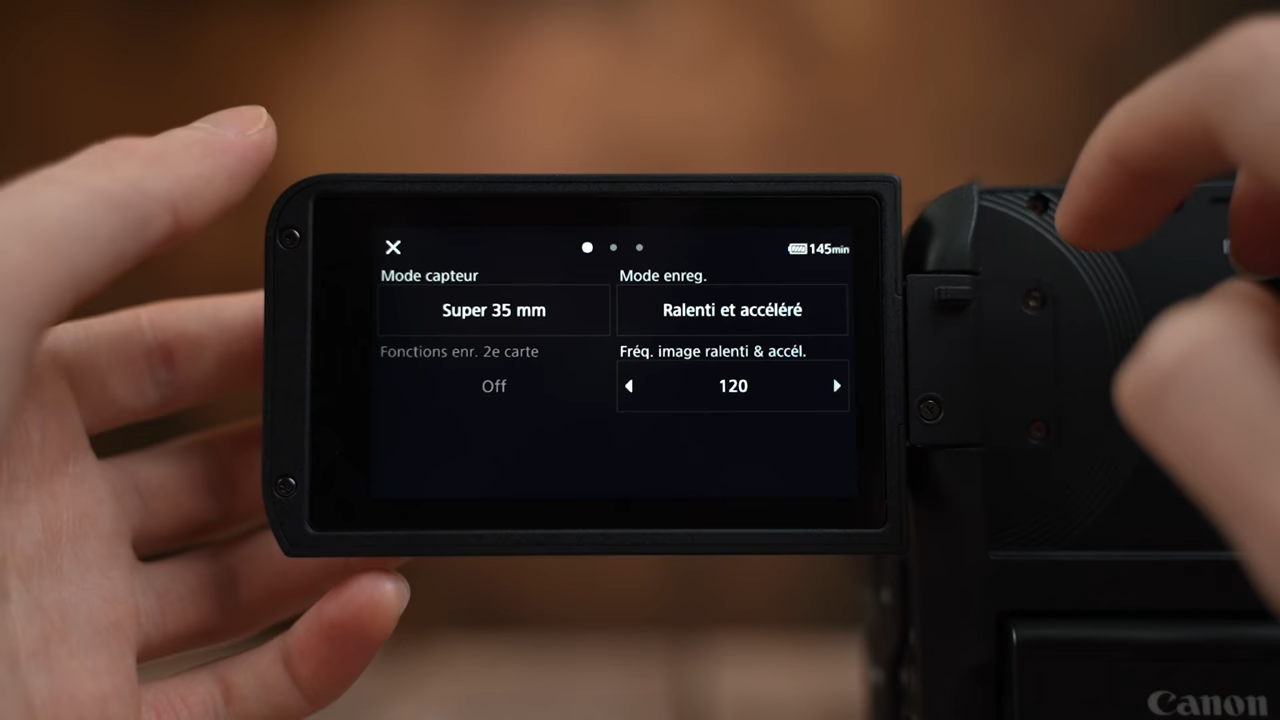 145min
Mode capteur
Mode enreg.
Super 35 mm
Ralenti et accéléré
Fonctions enr. 2e carte
Fréq. image ralenti & accél.
Off
120
Canon